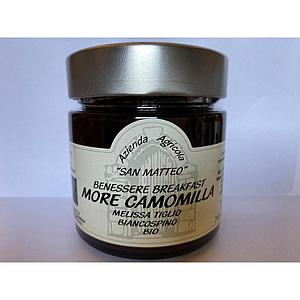 Azienda Agricola
"SAN MATTEO"
BENESSERE BREAKFAST
MORE CAMOMILLA
MELISSA TIGLIO
BIANCOSPINO
BIO